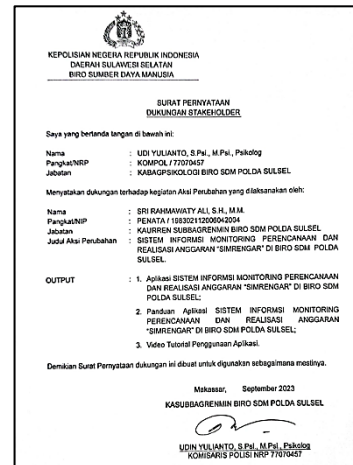 KEPOLISIAN NEGERA REPUBLIK INDONESIA
DAERAH SULAWESI SELATAN
BIRO SUMBER DAYA MANUSIA
SURAT PERNYATAAN
DUKUNGAN STAKEHOLDER
Saya yang bertanda tangan di bawah ini:
Nama : UDI YULIANTO, S.Psi., M.Psi., Psikolog
Pangkat/NRP : KOMPOL / 77070457
Jabatan : KABAGPSIKOLOGI BIRO SDM POLDA SULSEL
Menyatakan dukungan terhadap kegiatan Aksi Perubahan yang dilaksanakan oleh:
Nama : SRI RAHMAWATY ALI, S.H., M.M.
Pangkat/NIP : PENATA / 198302112006042004
Jabatan : KAURREN SUBBAGRENMIN BIRO SDM POLDA SULSEL
Judul Aksi Perubahan : SISTEM INFORMSI MONITORING PERENCANAAN DAN
REALISASI ANGGARAN "SIMRENGAR" DI BIRO SDM POLDA
SULSEL.
OUTPUT : 1. Aplikasi SISTEM INFORMSI MONITORING PERENCANAAN
DAN REALISASI ANGGARAN "SIMRENGAR" DI BIRO SDM
POLDA SULSEL;
2. Panduan Aplikasi SISTEM INFORMSI MONITORING
PERENCANAAN DAN REALISASI ANGGARAN
"SIMRENGAR" DI BIRO SDM POLDA SULSEL;
3. Video Tutorial Penggunaan Aplikasi.
Demikian Surat Pernyataan dukungan ini dibuat untuk digunakan sebagaimana mestinya.
Makassar, September 2023
KASUBBAGRENMIN BIRO SDM POLDA SULSEL
UDIN YULIANTO, S.Psi., M.Psi., Psikolog
KOMISARIS POLISI NRP 77070457